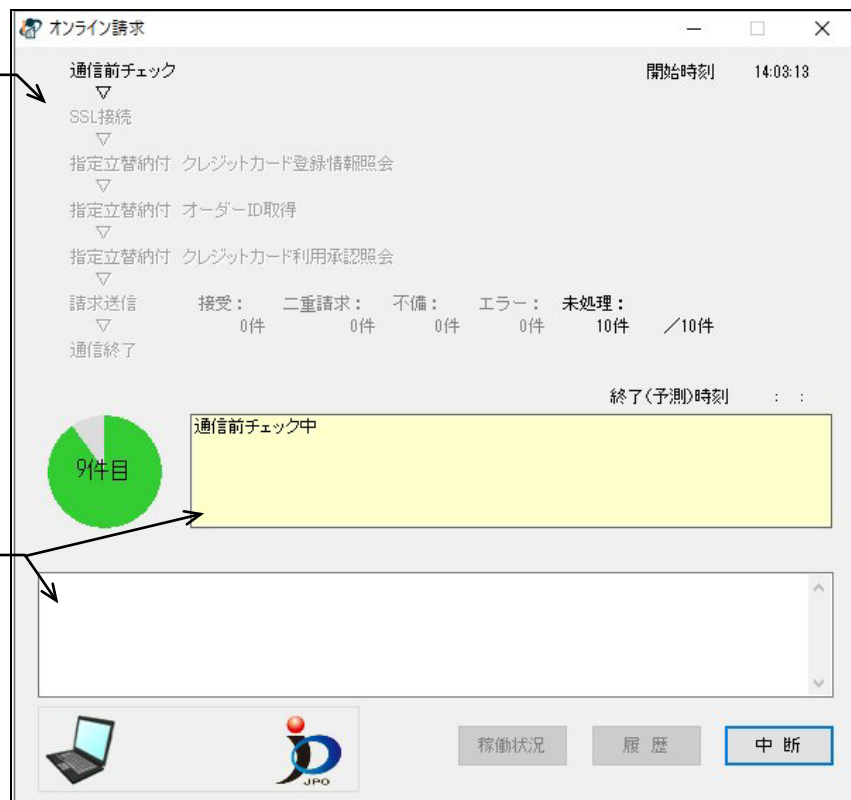 オンライン請求
通信前チェック 開始時刻 14:03:13
▽
SSL接続
▽
指定立替納付 クレジットカード登録情報照会
▽
指定立替納付 オーダーID取得
▽
指定立替納付 クレジットカード利用承認照会
▽
請求送信 接受： 二重請求： 不備： エラー： 未処理：
▽ 0件 0件 0件 0件 10件 ／10件
通信終了
終了(予測)時刻 : :
通信前チェック中
9件目
JPO
稼働状況 履 歴 中 断